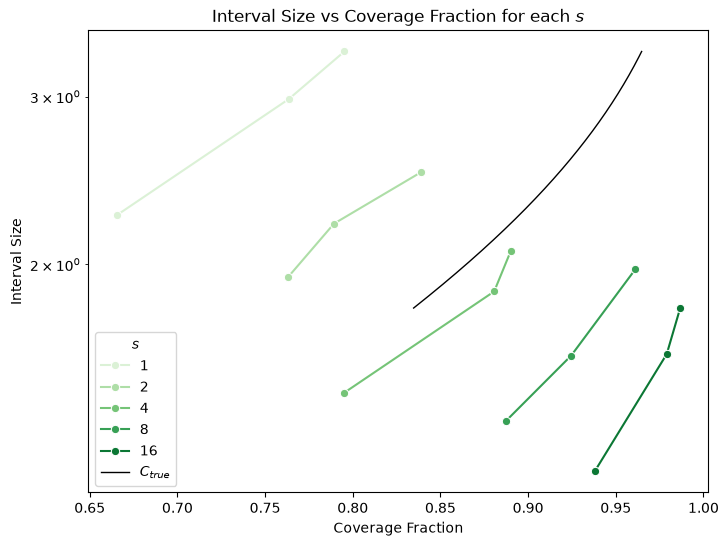 Interval Size vs Coverage Fraction for each s
Interval Size
3 × 10⁰
2 × 10⁰
s
1
2
4
8
16
C_true
0.65 0.70 0.75 0.80 0.85 0.90 0.95 1.00
Coverage Fraction